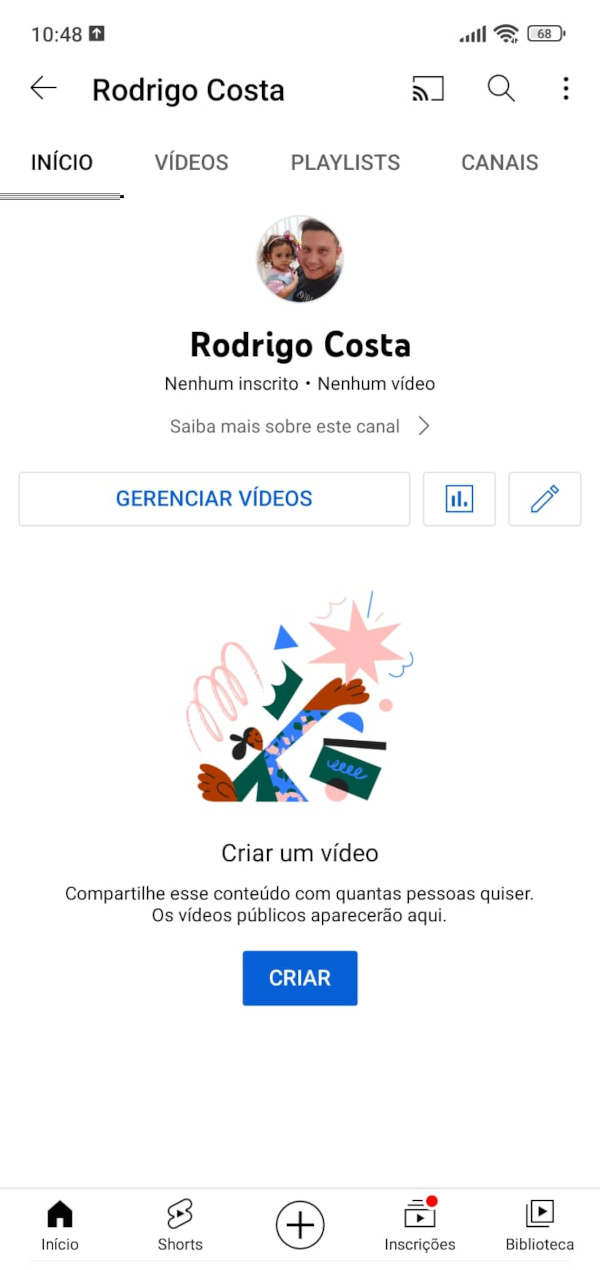 10:48
68
Rodrigo Costa
INÍCIO VÍDEOS PLAYLISTS CANAIS
Rodrigo Costa
Nenhum inscrito • Nenhum vídeo
Saiba mais sobre este canal
GERENCIAR VÍDEOS
Criar um vídeo
Compartilhe esse conteúdo com quantas pessoas quiser.
Os vídeos públicos aparecerão aqui.
CRIAR
Início Shorts Inscrições Biblioteca